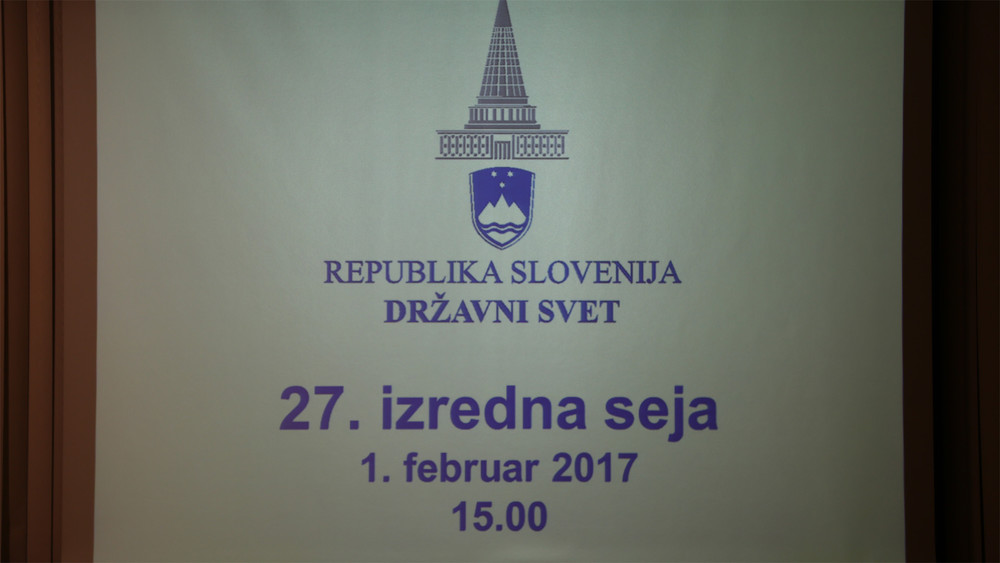 REPUBLIKA SLOVENIJA
DRŽAVNI SVET
27. izredna seja
1. februar 2017
15.00